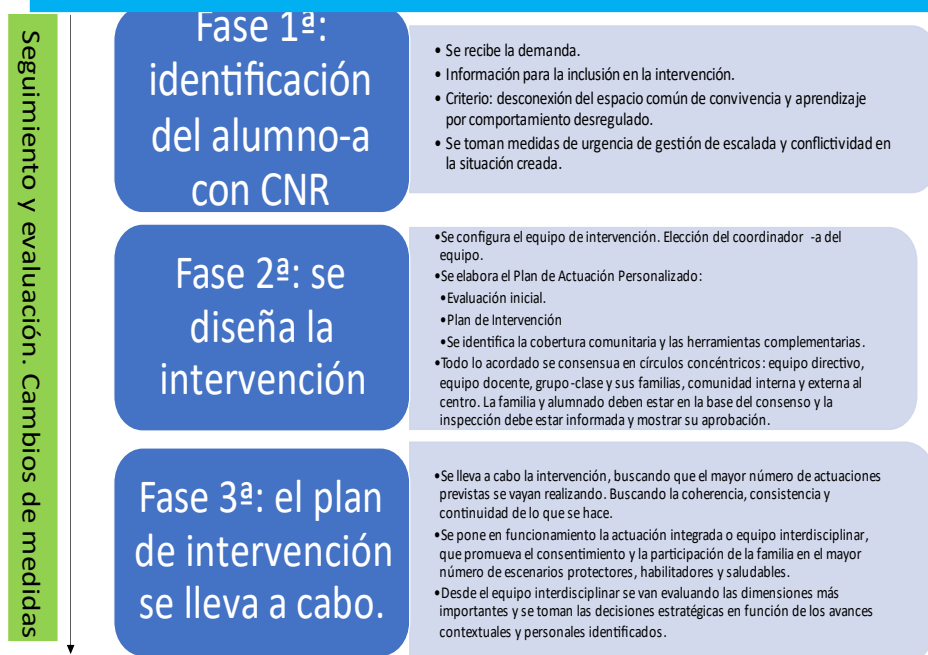 Seguimiento y evaluación. Cambios de medidas
Fase 1ª:
identificación
del alumno-a
con CNR
• Se recibe la demanda.
• Información para la inclusión en la intervención.
• Criterio: desconexión del espacio común de convivencia y aprendizaje
por comportamiento desregulado.
• Se toman medidas de urgencia de gestión de escalada y conflictividad en
la situación creada.
Fase 2ª: se
diseña la
intervención
•Se configura el equipo de intervención. Elección del coordinador -a del
equipo.
•Se elabora el Plan de Actuación Personalizado:
•Evaluación inicial.
•Plan de Intervención
•Se identifica la cobertura comunitaria y las herramientas complementarias.
•Todo lo acordado se consensua en círculos concéntricos: equipo directivo,
equipo docente, grupo-clase y sus familias, comunidad interna y externa al
centro. La familia y alumnado deben estar en la base del consenso y la
inspección debe estar informada y mostrar su aprobación.
Fase 3ª: el plan
de intervención
se lleva a cabo.
•Se lleva a cabo la intervención, buscando que el mayor número de actuaciones
previstas se vayan realizando. Buscando la coherencia, consistencia y
continuidad de lo que se hace.
•Se pone en funcionamiento la actuación integrada o equipo interdisciplinar,
que promueva el consentimiento y la participación de la familia en el mayor
número de escenarios protectores, habilitadores y saludables.
•Desde el equipo interdisciplinar se van evaluando las dimensiones más
importantes y se toman las decisiones estratégicas en función de los avances
contextuales y personales identificados.